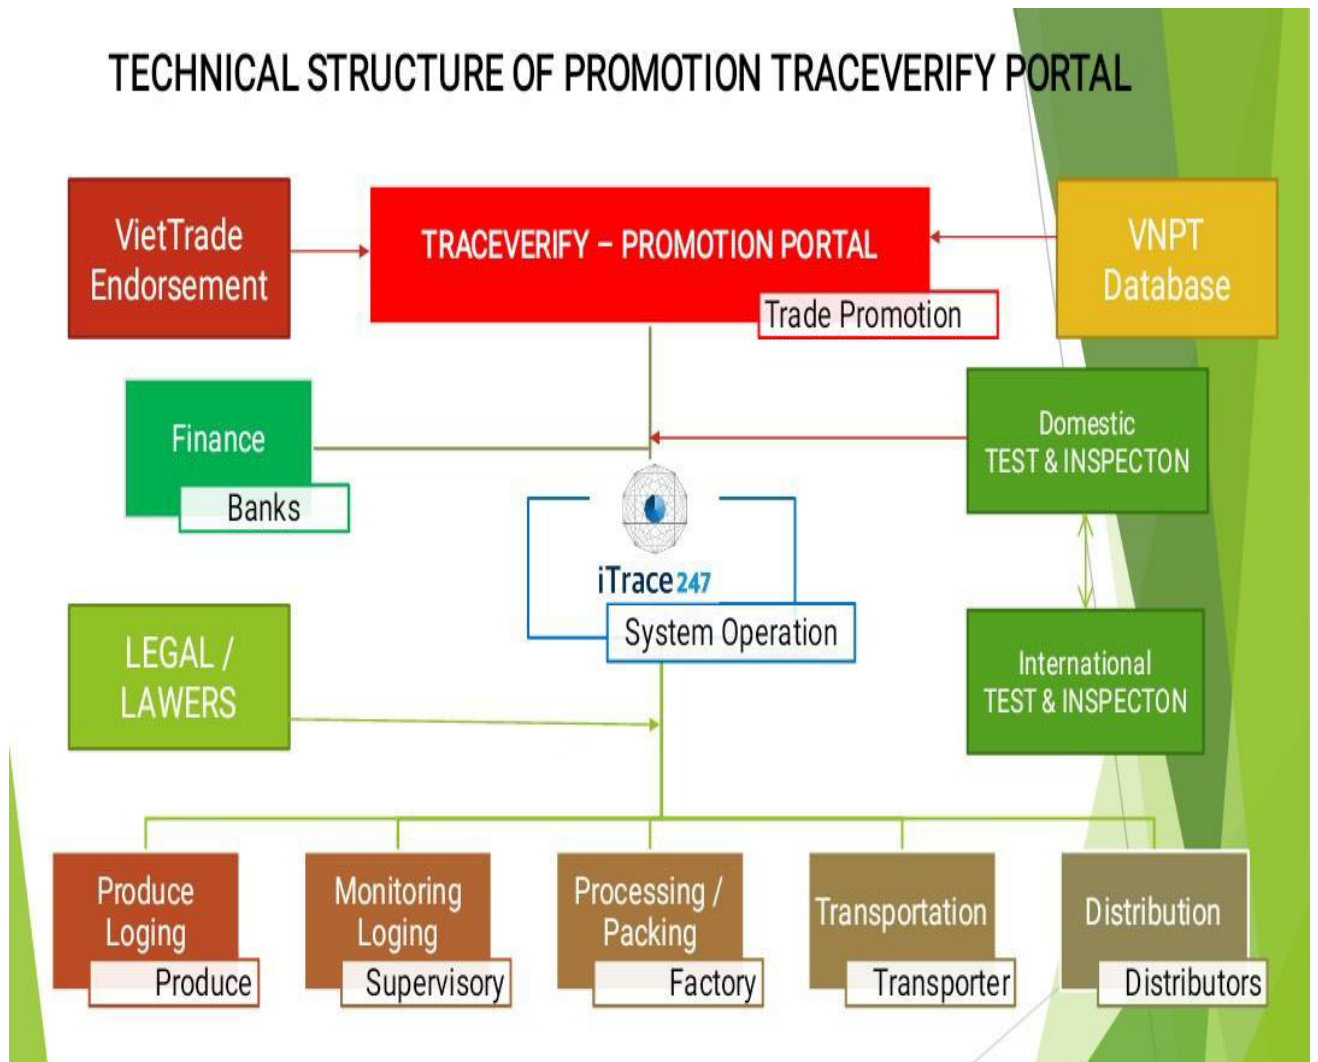 TECHNICAL STRUCTURE OF PROMOTION TRACEVERIFY PORTAL
VietTrade
Endorsement
TRACEVERIFY – PROMOTION PORTAL
Trade Promotion
VNPT
Database
Finance
Banks
Domestic
TEST & INSPECTON
iTrace247
System Operation
LEGAL /
LAWERS
International
TEST & INSPECTON
Produce
Loging
Produce
Monitoring
Loging
Supervisory
Processing /
Packing
Factory
Transportation
Transporter
Distribution
Distributors